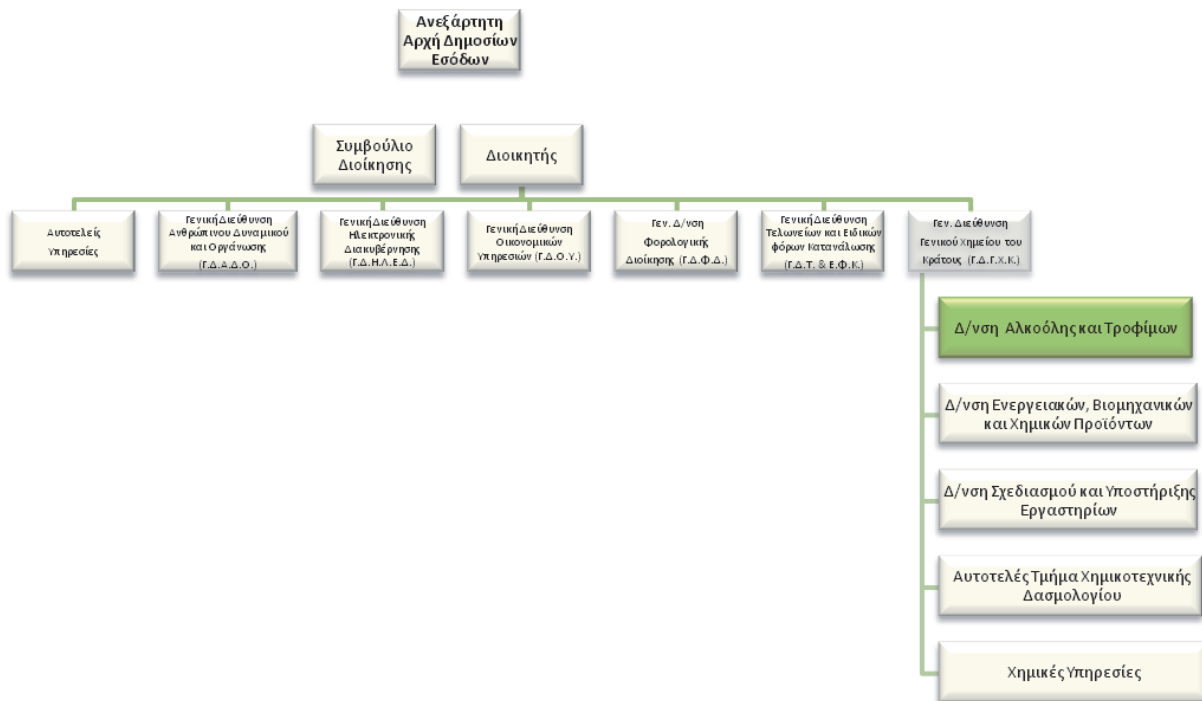 Ανεξάρτητη
Αρχή Δημοσίων
Εσόδων
Συμβούλιο
Διοίκησης
Διοικητής
Αυτοτελείς
Υπηρεσίες
Γενική Διεύθυνση
Ανθρώπινου Δυναμικού
και Οργάνωσης
(Γ.Δ.Α.Δ.Ο.)
Γενική Διεύθυνση
Ηλεκτρονικής
Διακυβέρνησης
(Γ.Δ.Η.Λ.Ε.Δ.)
Γενική Διεύθυνση
Οικονομικών
Υπηρεσιών (Γ.Δ.Ο.Υ.)
Γεν. Δ/νση
Φορολογικής
Διοίκησης (Γ.Δ.Φ.Δ.)
Γενική Διεύθυνση
Τελωνείων και Ειδικών
φόρων Κατανάλωσης
(Γ.Δ.Τ. & Ε.Φ.Κ.)
Γεν. Διεύθυνση
Γενικού Χημείου του
Κράτους (Γ.Δ.Γ.Χ.Κ.)
Δ/νση Αλκοόλης και Τροφίμων
Δ/νση Ενεργειακών, Βιομηχανικών
και Χημικών Προϊόντων
Δ/νση Σχεδιασμού και Υποστήριξης
Εργαστηρίων
Αυτοτελές Τμήμα Χημικοτεχνικής
Δασμολογίου
Χημικές Υπηρεσίες